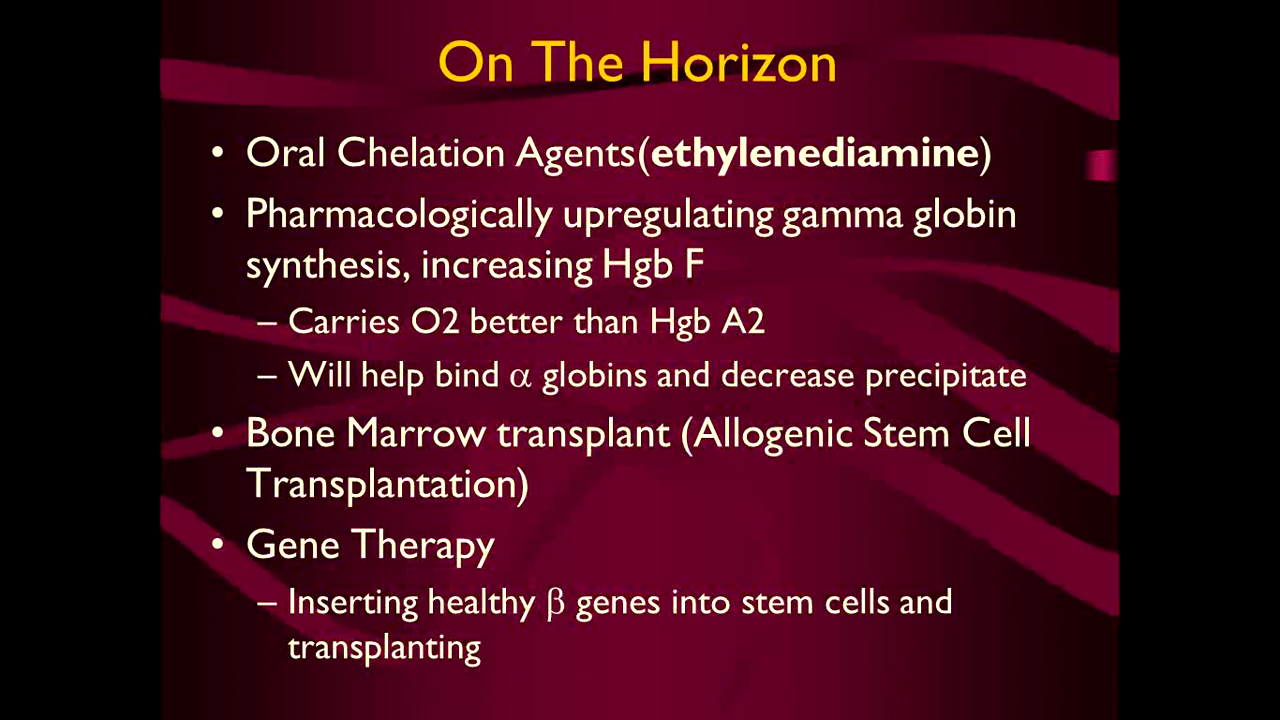 On The Horizon
• Oral Chelation Agents(ethylenediamine)
• Pharmacologically upregulating gamma globin
synthesis, increasing Hgb F
– Carries O2 better than Hgb A2
– Will help bind α globins and decrease precipitate
• Bone Marrow transplant (Allogenic Stem Cell
Transplantation)
• Gene Therapy
– Inserting healthy β genes into stem cells and
transplanting